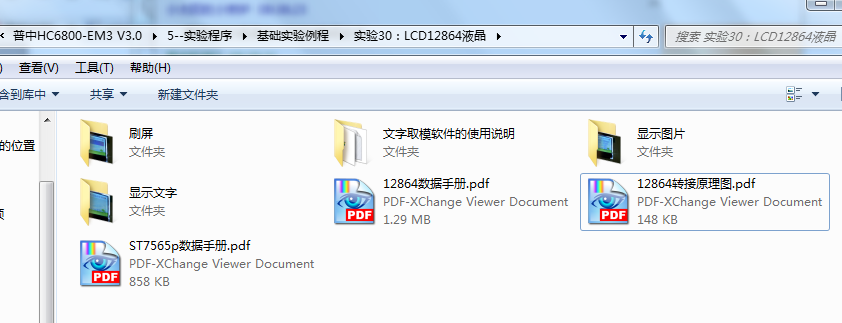 普中HC6800-EM3 V3.0 ▸ 5--实验程序 ▸ 基础实验例程 ▸ 实验30：LCD12864液晶
搜索 实验30：LCD12864液晶
) 查看(V) 工具(T) 帮助(H)
含到库中 共享 新建文件夹
的位置
刷屏
文件夹
文字取模软件的使用说明
文件夹
显示图片
文件夹
显示文字
文件夹
12864数据手册.pdf
PDF-XChange Viewer Document
1.29 MB
12864转接原理图.pdf
PDF-XChange Viewer Document
148 KB
ST7565p数据手册.pdf
PDF-XChange Viewer Document
858 KB